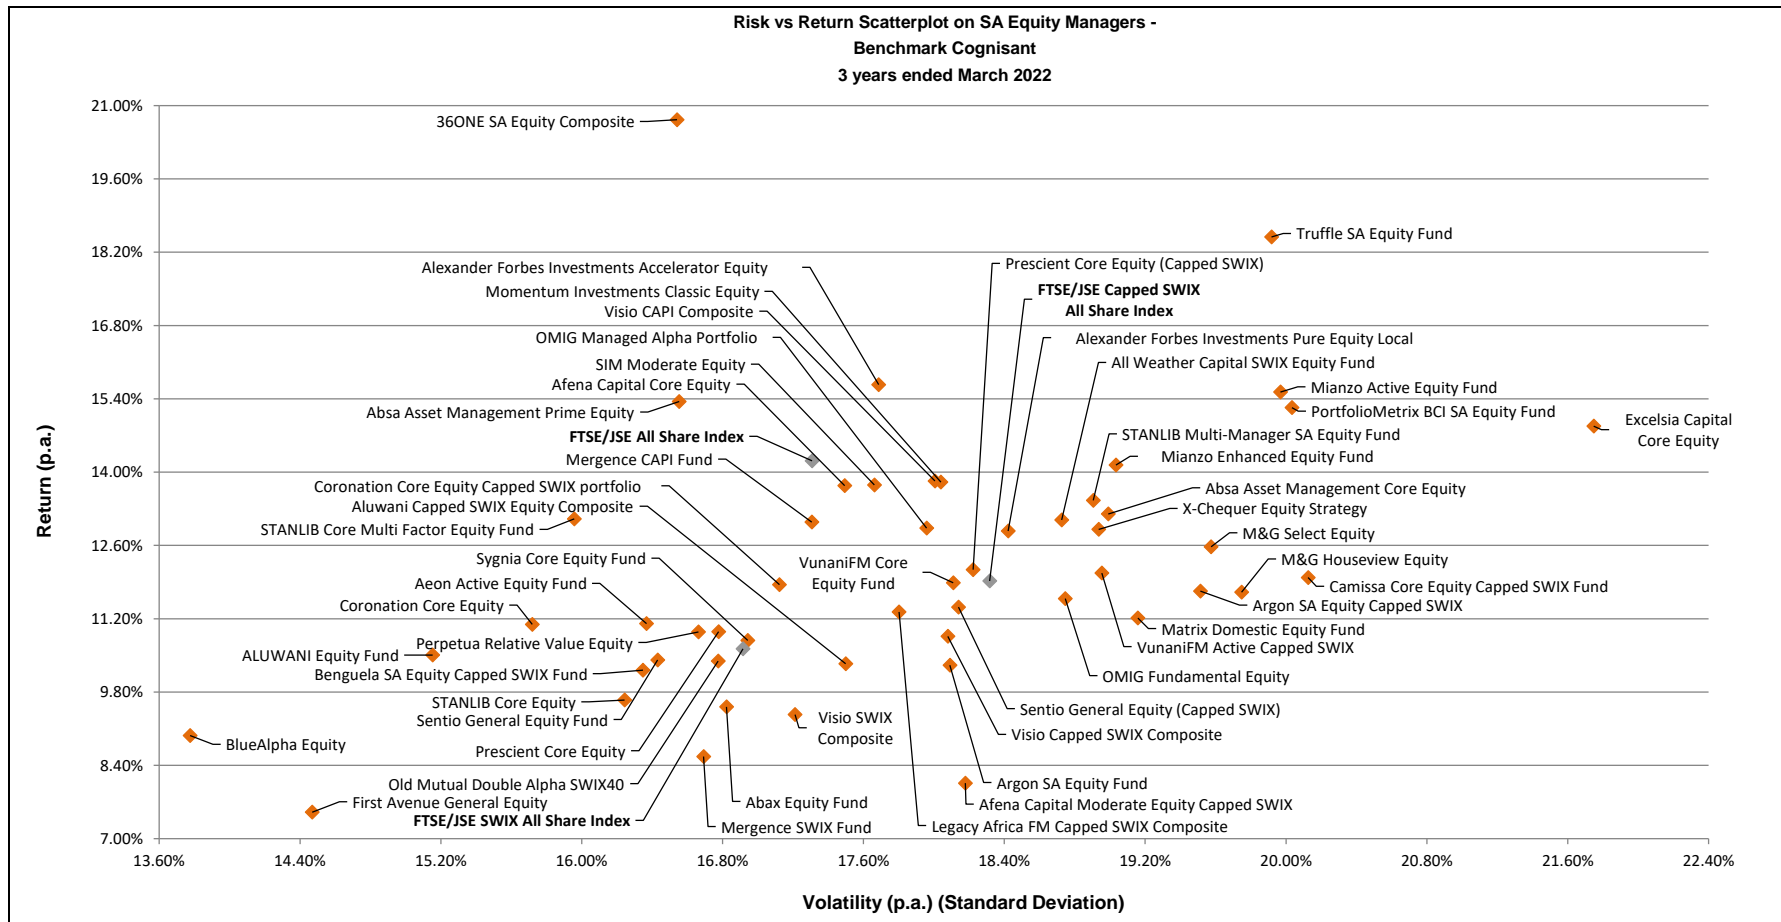 Risk vs Return Scatterplot on SA Equity Managers -
Benchmark Cognisant
3 years ended March 2022
21.00%
19.60%
18.20%
16.80%
15.40%
14.00%
12.60%
11.20%
9.80%
8.40%
7.00%
Return (p.a.)
36ONE SA Equity Composite
Truffle SA Equity Fund
Alexander Forbes Investments Accelerator Equity
Prescient Core Equity (Capped SWIX)
Momentum Investments Classic Equity
FTSE/JSE Capped SWIX
All Share Index
Visio CAPI Composite
OMIG Managed Alpha Portfolio
Alexander Forbes Investments Pure Equity Local
SIM Moderate Equity
All Weather Capital SWIX Equity Fund
Afena Capital Core Equity
Mianzo Active Equity Fund
Absa Asset Management Prime Equity
PortfolioMetrix BCI SA Equity Fund
Excelsia Capital
Core Equity
FTSE/JSE All Share Index
STANLIB Multi-Manager SA Equity Fund
Mergence CAPI Fund
Mianzo Enhanced Equity Fund
Coronation Core Equity Capped SWIX portfolio
Absa Asset Management Core Equity
Aluwani Capped SWIX Equity Composite
X-Chequer Equity Strategy
STANLIB Core Multi Factor Equity Fund
M&G Select Equity
Sygnia Core Equity Fund
VunaniFM Core
Equity Fund
M&G Houseview Equity
Aeon Active Equity Fund
Camissa Core Equity Capped SWIX Fund
Coronation Core Equity
Argon SA Equity Capped SWIX
Perpetua Relative Value Equity
Matrix Domestic Equity Fund
ALUWANI Equity Fund
VunaniFM Active Capped SWIX
Benguela SA Equity Capped SWIX Fund
OMIG Fundamental Equity
STANLIB Core Equity
Sentio General Equity (Capped SWIX)
Sentio General Equity Fund
Visio SWIX
Composite
Visio Capped SWIX Composite
BlueAlpha Equity
Prescient Core Equity
Old Mutual Double Alpha SWIX40
Argon SA Equity Fund
First Avenue General Equity
Abax Equity Fund
Afena Capital Moderate Equity Capped SWIX
FTSE/JSE SWIX All Share Index
Mergence SWIX Fund
Legacy Africa FM Capped SWIX Composite
13.60%
14.40%
15.20%
16.00%
16.80%
17.60%
18.40%
19.20%
20.00%
20.80%
21.60%
22.40%
Volatility (p.a.) (Standard Deviation)